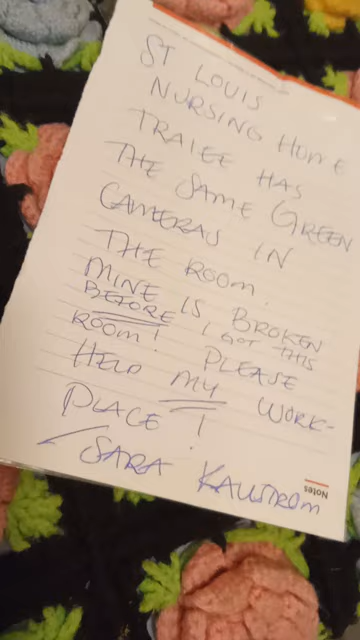 ST LOUIS
NURSING HOME
TRALEE HAS
THE SAME GREEN
CAMERAS IN
THE ROOM.
MINE IS BROKEN
BEFORE I GOT THIS
ROOM! PLEASE
HELP MY WORK-
PLACE!
/SARA KALSTROM
Notes